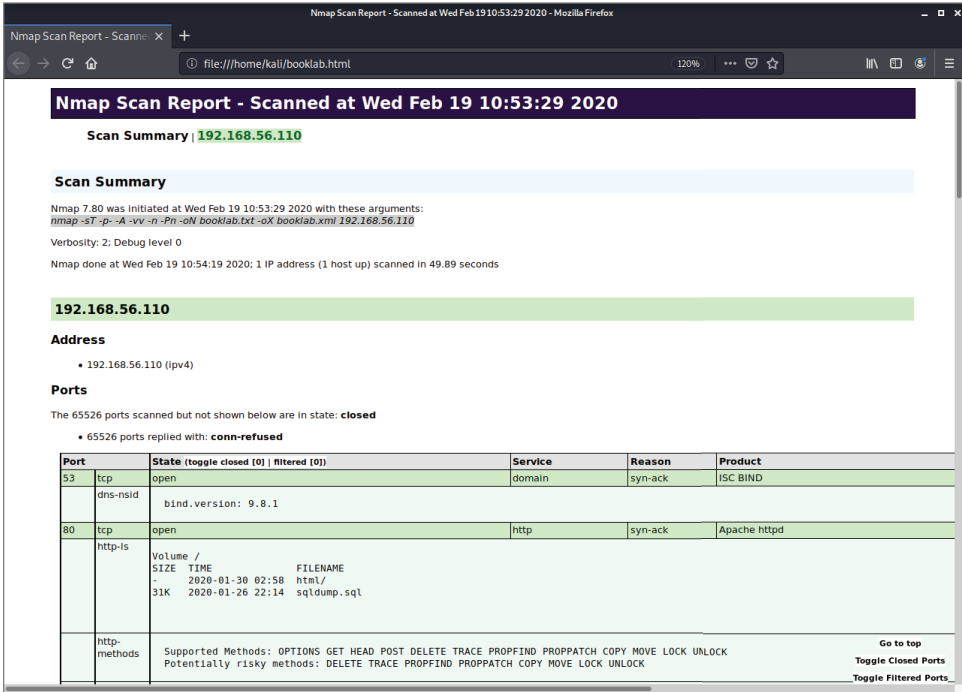 Nmap Scan Report - Scanned at Wed Feb 19 10:53:29 2020 - Mozilla Firefox
Nmap Scan Report - Scanne
file:///home/kali/booklab.html 120%
Nmap Scan Report - Scanned at Wed Feb 19 10:53:29 2020
Scan Summary | 192.168.56.110
Scan Summary
Nmap 7.80 was initiated at Wed Feb 19 10:53:29 2020 with these arguments:
nmap -sT -p- -A -vv -n -Pn -oN booklab.txt -oX booklab.xml 192.168.56.110
Verbosity: 2; Debug level 0
Nmap done at Wed Feb 19 10:54:19 2020; 1 IP address (1 host up) scanned in 49.89 seconds
192.168.56.110
Address
• 192.168.56.110 (ipv4)
Ports
The 65526 ports scanned but not shown below are in state: closed
• 65526 ports replied with: conn-refused
Port State (toggle closed [0] | filtered [0]) Service Reason Product
53 tcp open domain syn-ack ISC BIND
dns-nsid bind.version: 9.8.1
80 tcp open http syn-ack Apache httpd
http-ls
Volume /
SIZE TIME FILENAME
- 2020-01-30 02:58 html/
31K 2020-01-26 22:14 sqldump.sql
http-methods
Supported Methods: OPTIONS GET HEAD POST DELETE TRACE PROPFIND PROPPATCH COPY MOVE LOCK UNLOCK
Potentially risky methods: DELETE TRACE PROPFIND PROPPATCH COPY MOVE LOCK UNLOCK
Go to top
Toggle Closed Ports
Toggle Filtered Ports